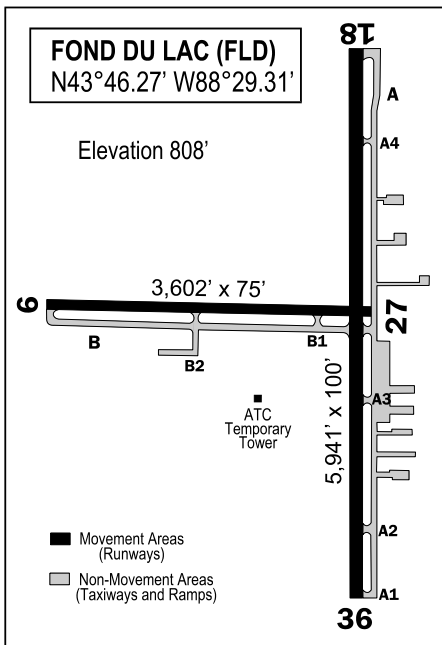 FOND DU LAC (FLD)
N43°46.27' W88°29.31'
Elevation 808'
18
A
A4
3,602' x 75'
9
27
B
B1
B2
A3
ATC
Temporary
Tower
5,941' x 100'
Movement Areas
(Runways)
A2
Non-Movement Areas
(Taxiways and Ramps)
A1
36